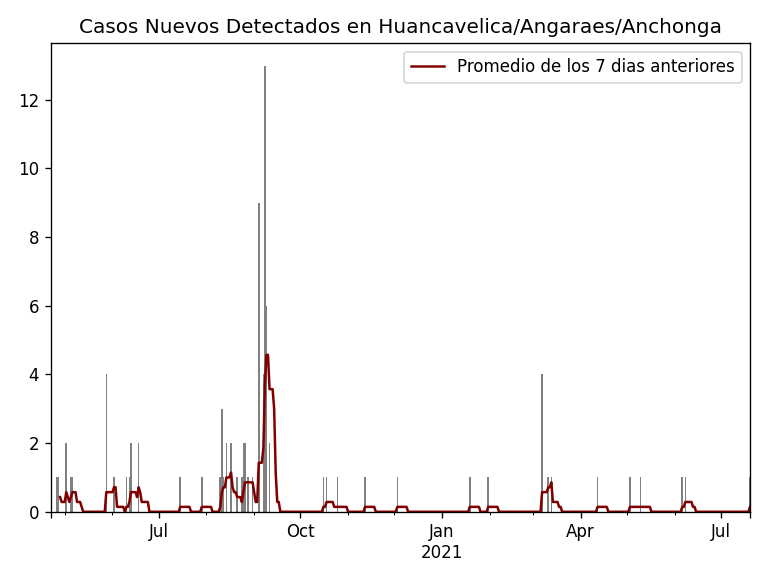 Casos Nuevos Detectados en Huancavelica/Angaraes/Anchonga
Promedio de los 7 dias anteriores
12
10
8
6
4
2
0
Jul
Oct
Jan
2021
Apr
Jul